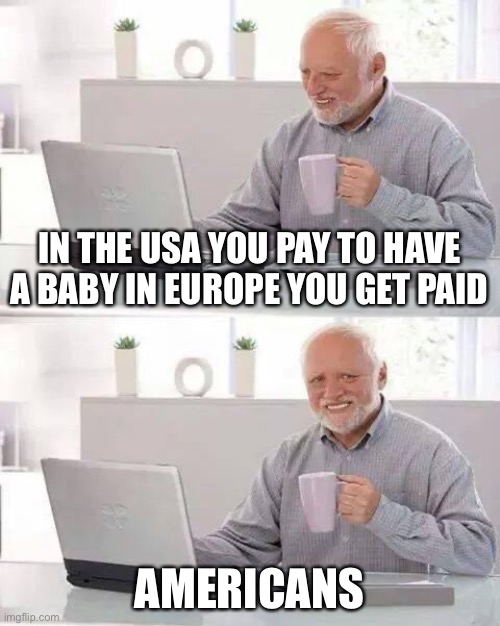 IN THE USA YOU PAY TO HAVE
A BABY IN EUROPE YOU GET PAID
AMERICANS
imgflip.com